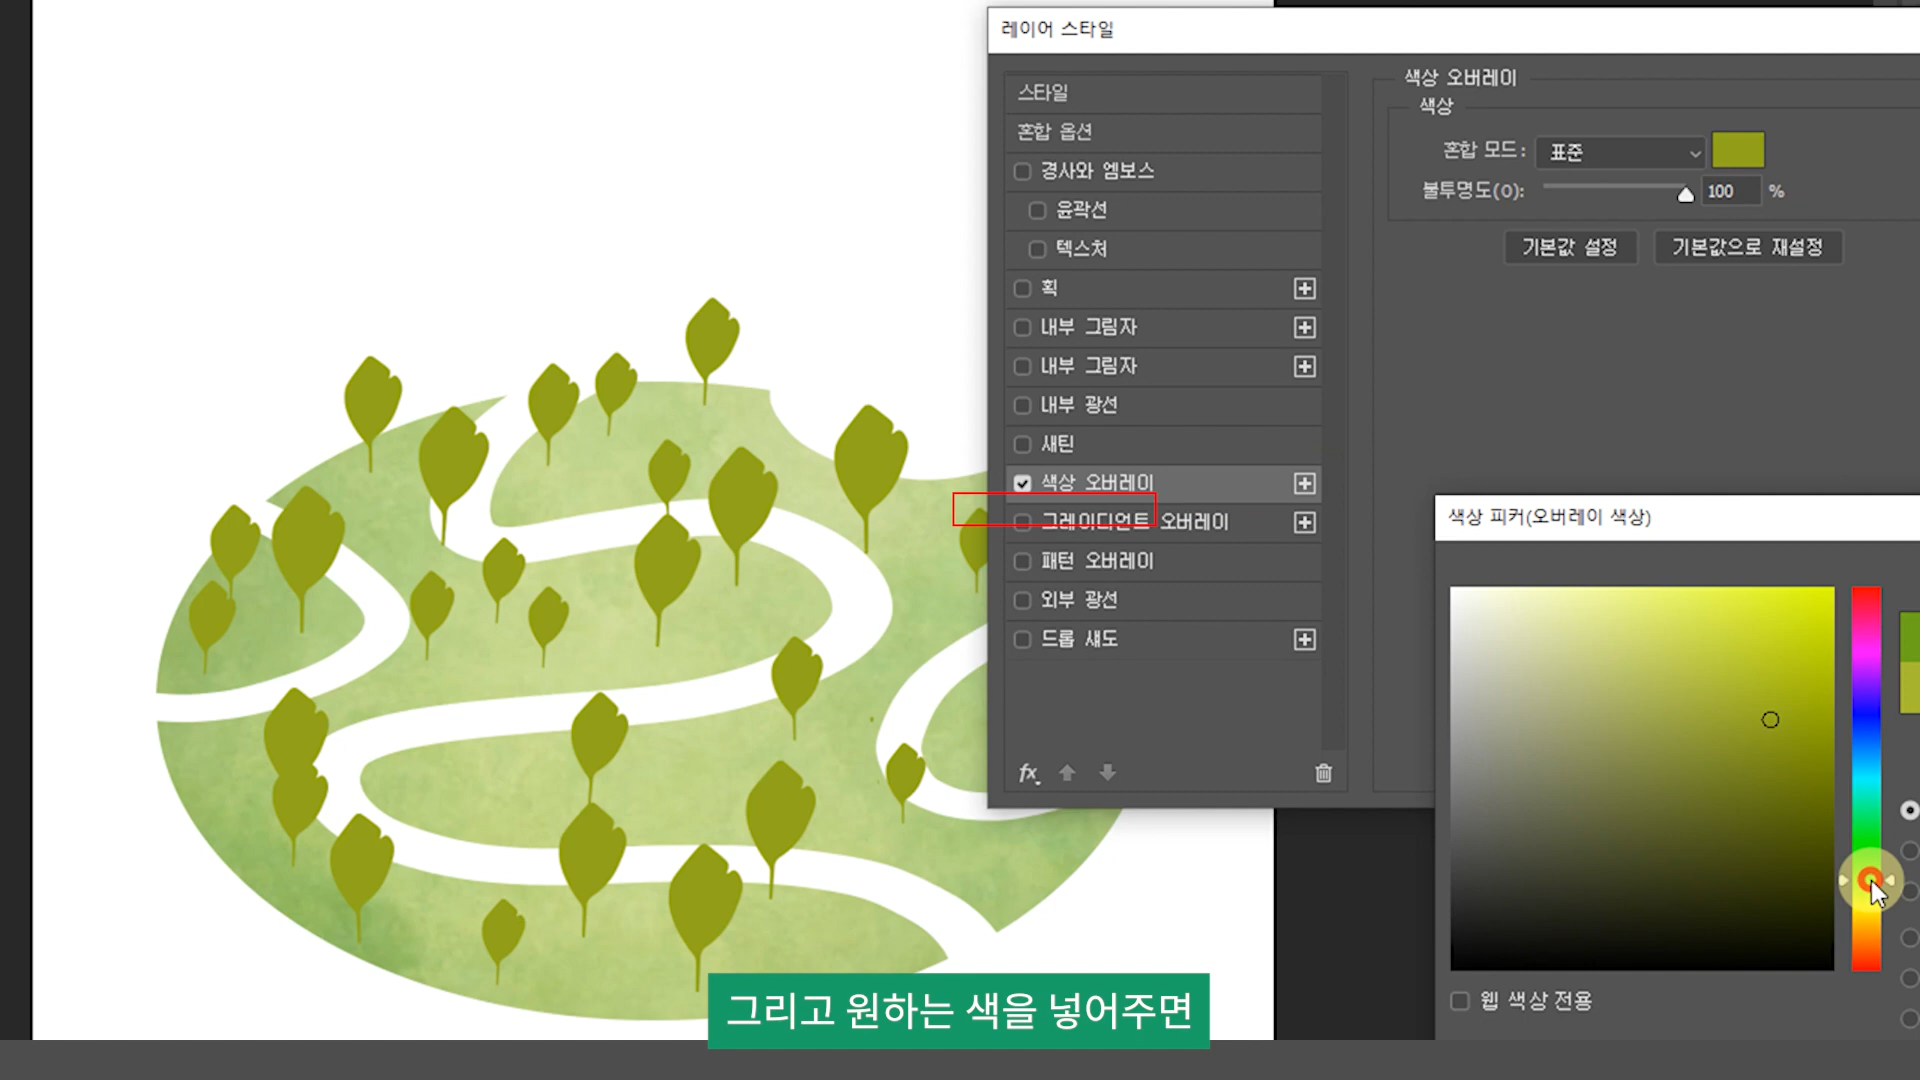 레이어 스타일
스타일
혼합 옵션
경사와 엠보스
윤곽선
텍스처
획
내부 그림자
내부 그림자
내부 광선
새틴
색상 오버레이
그레이디언트 오버레이
패턴 오버레이
외부 광선
드롭 섀도
fx
색상 오버레이
색상
혼합 모드:
표준
불투명도(O):
100
%
기본값 설정
기본값으로 재설정
색상 피커(오버레이 색상)
웹 색상 전용
그리고 원하는 색을 넣어주면